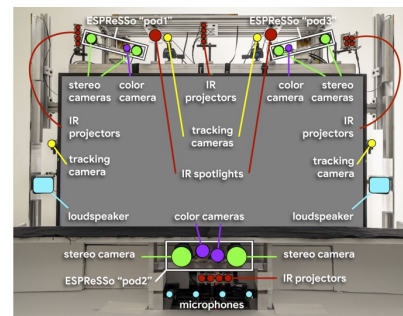 ESPReSSo "pod1"
ESPReSSo "pod3"
stereo
cameras
color
camera
IR
projectors
color
camera
stereo
cameras
IR
projectors
tracking
cameras
IR
projectors
tracking
camera
IR spotlights
tracking
camera
loudspeaker
color cameras
loudspeaker
stereo camera
stereo camera
ESPReSSo "pod2"
IR projectors
microphones